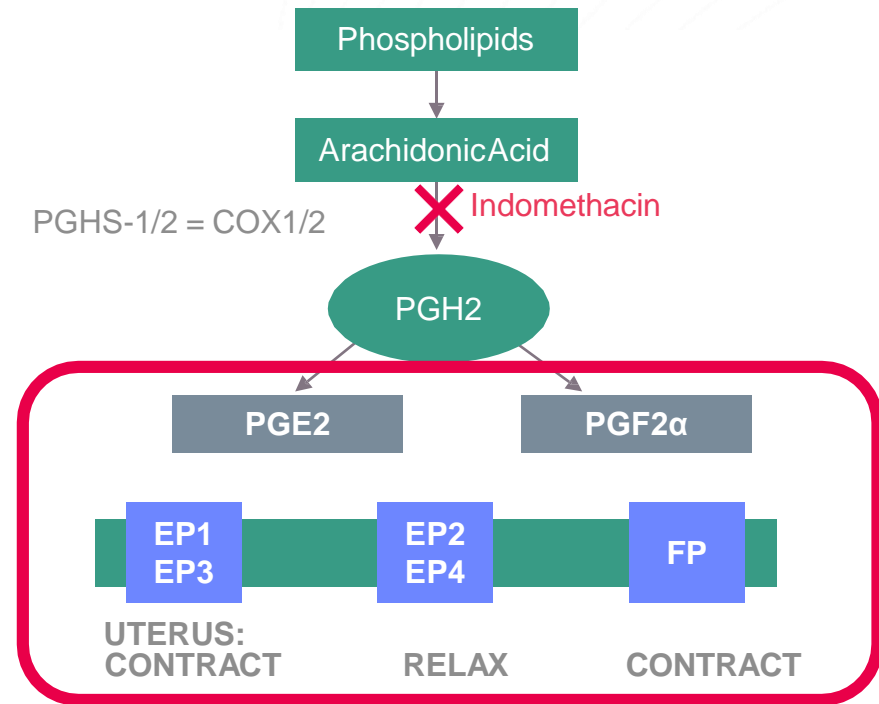 Phospholipids
ArachidonicAcid
Indomethacin
PGHS-1/2 = COX1/2
PGH2
PGE2
PGF2α
EP1
EP3
EP2
EP4
FP
UTERUS:
CONTRACT
RELAX
CONTRACT